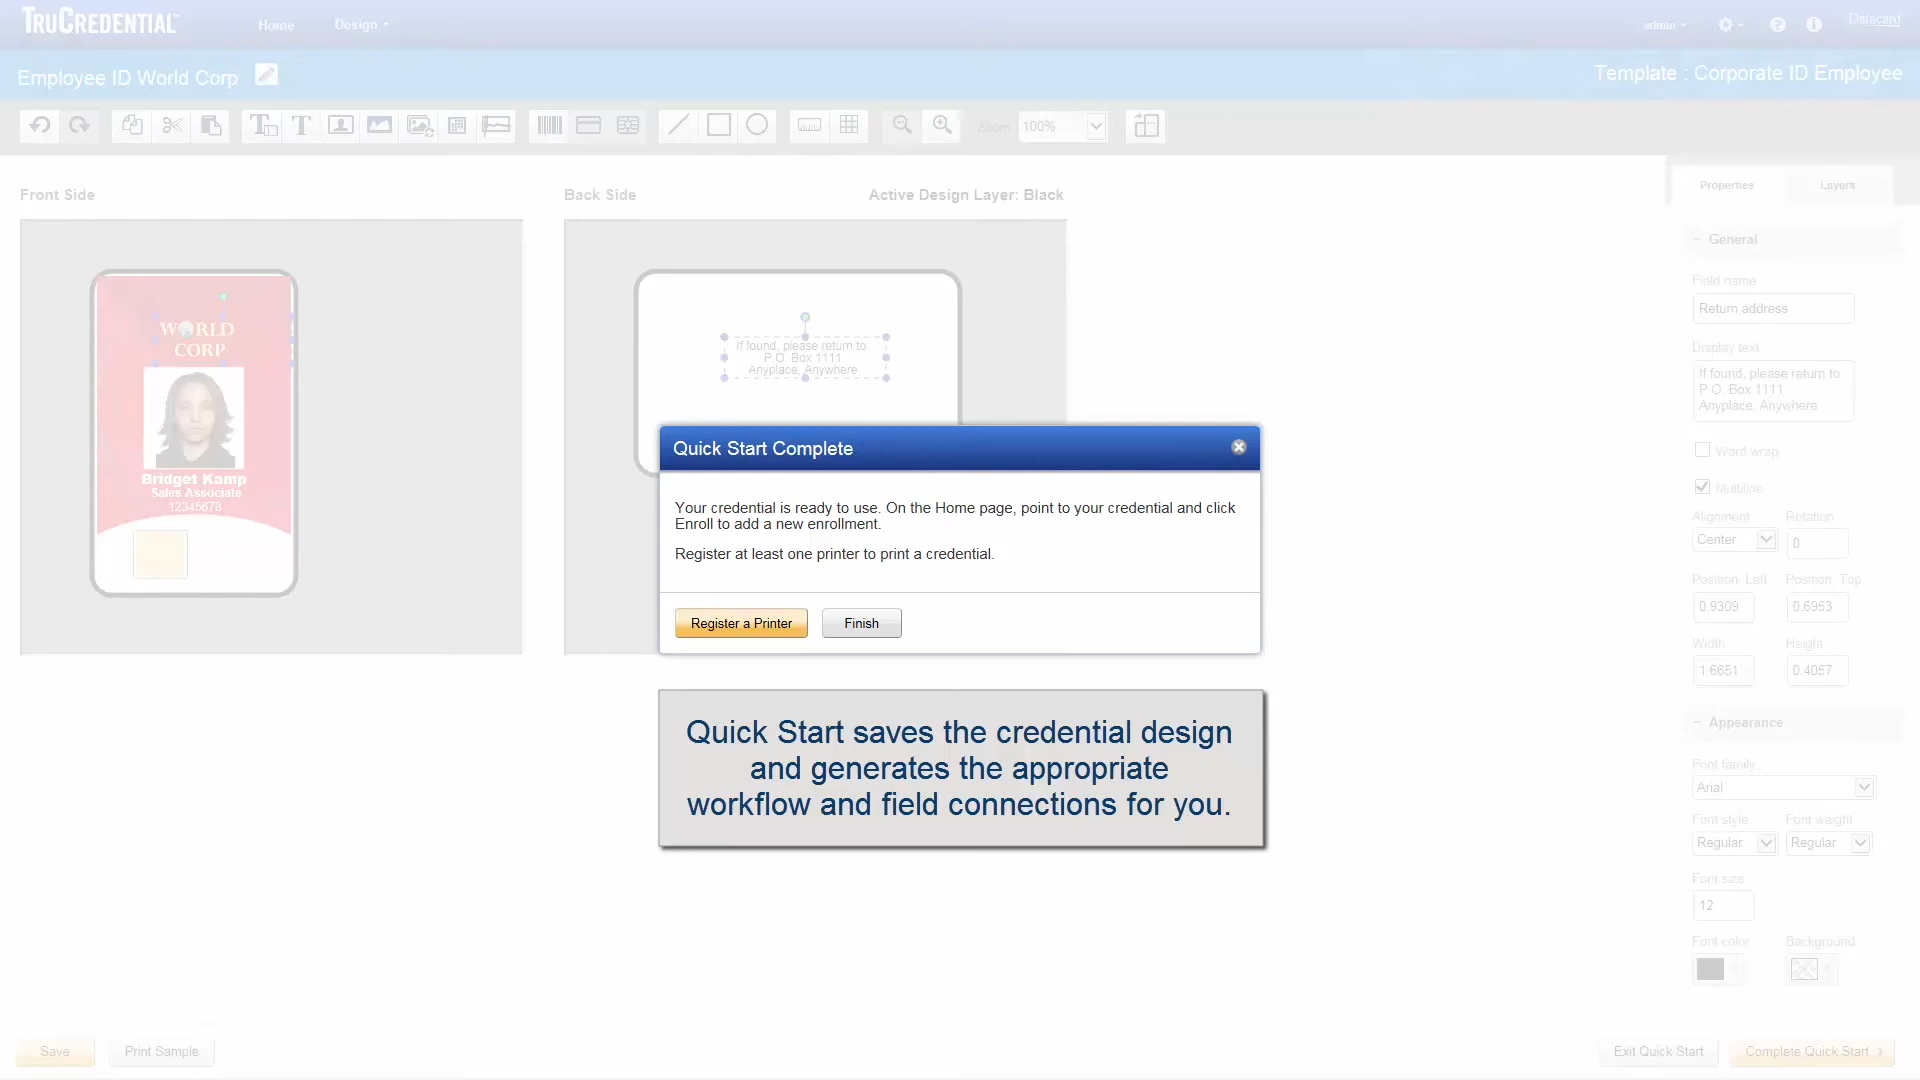 TRUCREDENTIAL™
Home
Design
admin
Datacard
Employee ID World Corp
Template : Corporate ID Employee
Zoom
100%
Front Side
Back Side
Active Design Layer: Black
WORLD
CORP
Bridget Kamp
Sales Associate
12345678
If found, please return to:
P.O. Box 1111
Anyplace, Anywhere
Quick Start Complete
Your credential is ready to use. On the Home page, point to your credential and click
Enroll to add a new enrollment.
Register at least one printer to print a credential.
Register a Printer
Finish
Quick Start saves the credential design
and generates the appropriate
workflow and field connections for you.
Properties
Layers
General
Field name
Return address
Display text
If found, please return to:
P.O. Box 1111
Anyplace, Anywhere
Word wrap
Multiline
Alignment
Rotation
Center
0
Position: Left
Position: Top
0.9309
0.6953
Width
Height
1.6651
0.4057
Appearance
Font family
Arial
Font style
Font weight
Regular
Regular
Font size
12
Font color
Background
Save
Print Sample
Exit Quick Start
Complete Quick Start